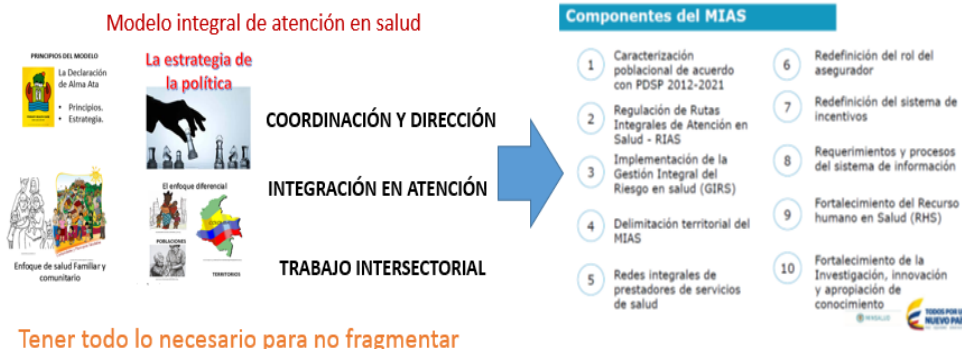 Modelo integral de atención en salud
PRINCIPIOS DEL MODELO
La Declaración
de Alma Ata
• Principios.
• Estrategia.
Enfoque de salud Familiar y
comunitario
La estrategia de
la política
El enfoque diferencial
POBLACIONES
TERRITORIOS
COORDINACIÓN Y DIRECCIÓN
INTEGRACIÓN EN ATENCIÓN
TRABAJO INTERSECTORIAL
Componentes del MIAS
1
Caracterización
poblacional de acuerdo
con PDSP 2012-2021
2
Regulación de Rutas
Integrales de Atención en
Salud - RIAS
3
Implementación de la
Gestión Integral del
Riesgo en salud (GIRS)
4
Delimitación territorial del
MIAS
5
Redes integrales de
prestadores de servicios
de salud
6
Redefinición del rol del
asegurador
7
Redefinición del sistema de
incentivos
8
Requerimientos y procesos
del sistema de información
9
Fortalecimiento del Recurso
humano en Salud (RHS)
10
Fortalecimiento de la
Investigación, innovación
y apropiación de
conocimiento
MINSALUD
TODOS POR U
NUEVO PAÍ
Tener todo lo necesario para no fragmentar